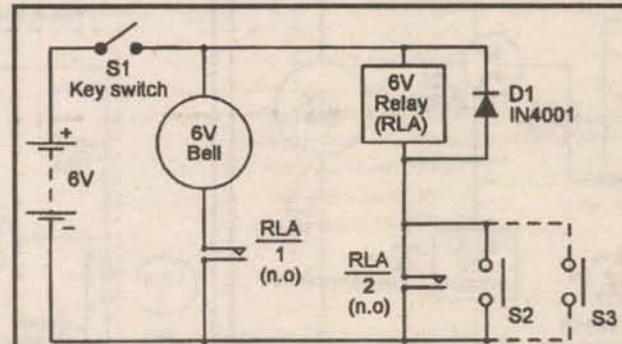 S1
Key switch
+
6V
-
6V
Bell
RLA
1
(n.o)
6V
Relay
(RLA)
D1
IN4001
RLA
2
(n.o)
S2
S3